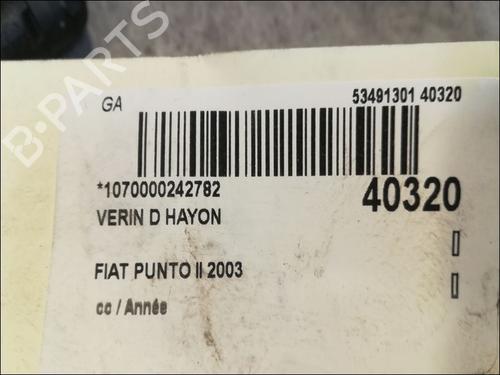 GA
53491301 40320
*1070000242782
40320
VERIN D HAYON
FIAT PUNTO II 2003
cc / Année
B-PARTS